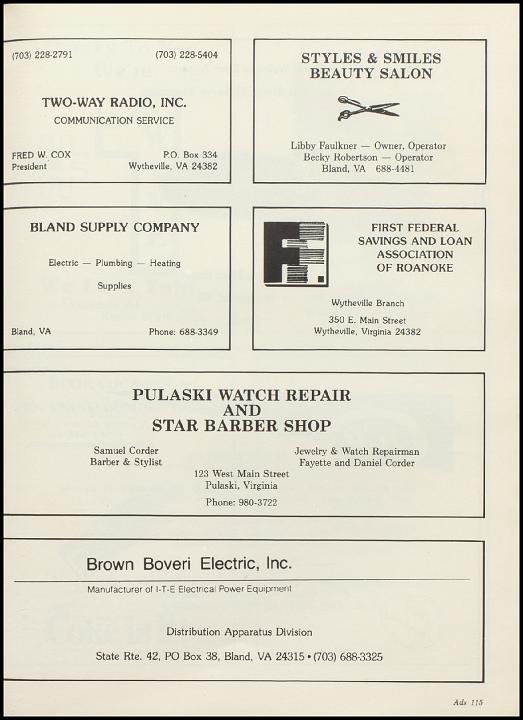 (703) 228-2791 (703) 228-5404
TWO-WAY RADIO, INC.
COMMUNICATION SERVICE
FRED W. COX P.O. Box 334
President Wytheville, VA 24382
STYLES & SMILES
BEAUTY SALON
Libby Faulkner — Owner, Operator
Becky Robertson — Operator
Bland, VA 688-4481
BLAND SUPPLY COMPANY
Electric — Plumbing — Heating
Supplies
Bland, VA Phone: 688-3349
FIRST FEDERAL
SAVINGS AND LOAN
ASSOCIATION
OF ROANOKE
Wytheville Branch
350 E. Main Street
Wytheville, Virginia 24382
PULASKI WATCH REPAIR
AND
STAR BARBER SHOP
Samuel Corder Jewelry & Watch Repairman
Barber & Stylist Fayette and Daniel Corder
123 West Main Street
Pulaski, Virginia
Phone: 980-3722
Brown Boveri Electric, Inc.
Manufacturer of I-T-E Electrical Power Equipment
Distribution Apparatus Division
State Rte. 42, PO Box 38, Bland, VA 24315 • (703) 688-3325
Ads 115